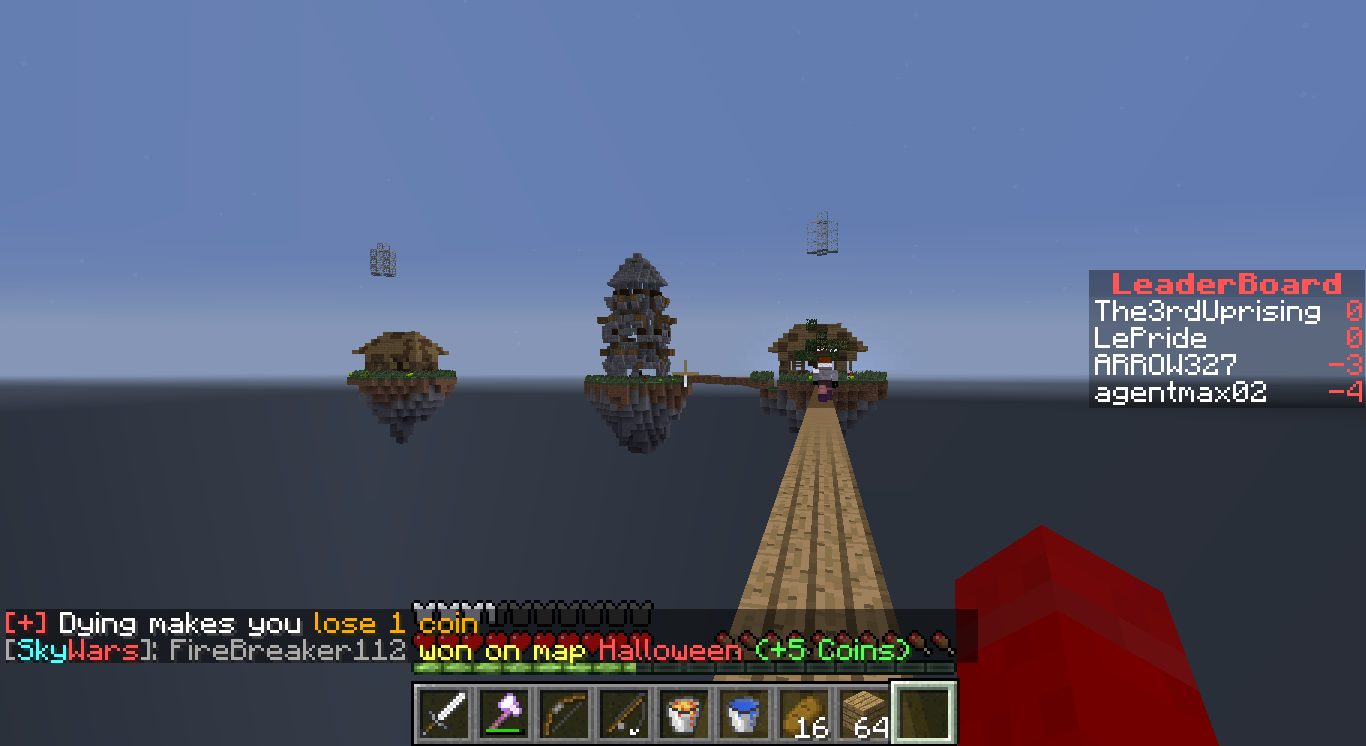 LeaderBoard
The3rdUprising 0
LePride 0
ARROW327 -3
agentmax02 -4
[+] Dying makes you lose 1 coin
[SkyWars]: FireBreaker112 won on map Halloween (+5 Coins)
16 64